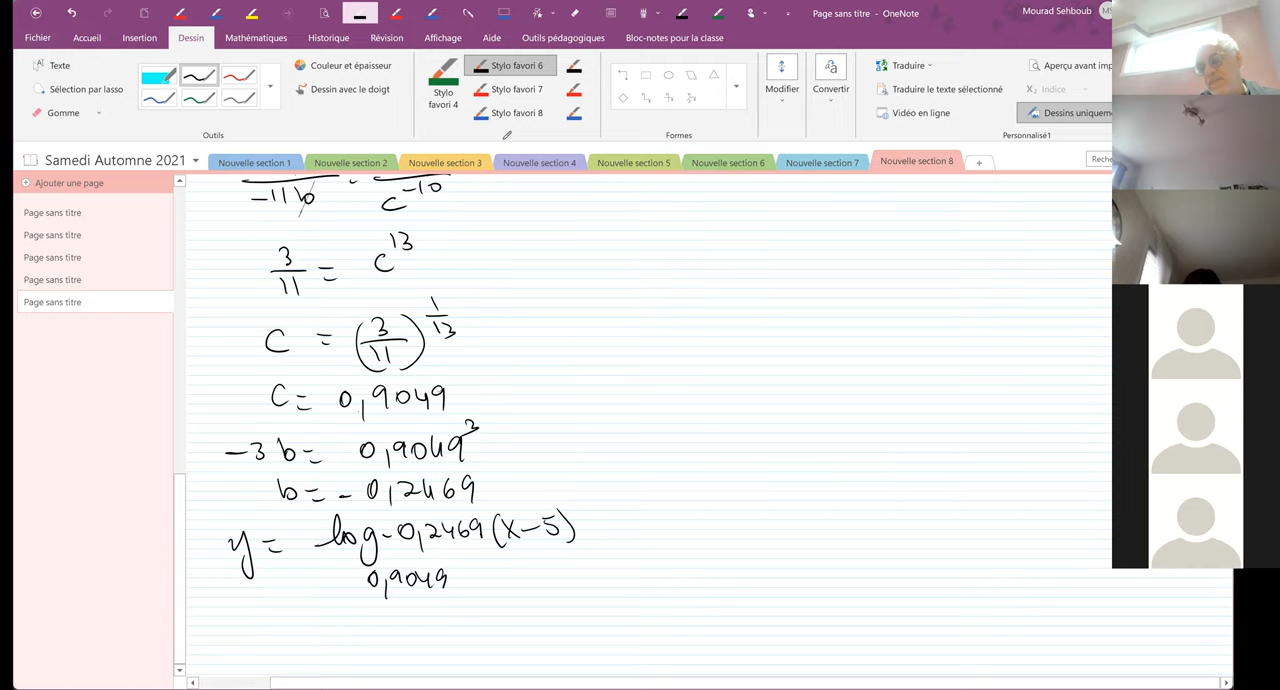 Page sans titre - OneNote
Mourad Sehboub
MS
Fichier Accueil Insertion Dessin Mathématiques Historique Révision Affichage Aide Outils pédagogiques Bloc-notes pour la classe
Texte
Sélection par lasso
Gomme
Outils
Couleur et épaisseur
Dessin avec le doigt
Stylo favori 4
Stylo favori 6
Stylo favori 7
Stylo favori 8
Formes
Modifier
Convertir
Traduire
Traduire le texte sélectionné
Vidéo en ligne
Aperçu avant imp
Indice
Dessins uniqueme
Personnalisé1
Samedi Automne 2021
Nouvelle section 1 Nouvelle section 2 Nouvelle section 3 Nouvelle section 4 Nouvelle section 5 Nouvelle section 6 Nouvelle section 7 Nouvelle section 8
Reche
Ajouter une page
Page sans titre
Page sans titre
Page sans titre
Page sans titre
Page sans titre
-11b c^-10
3/11 = c^13
C = (3/11)^1/13
C = 0,9049
-3 b = 0,9049^3
b = -0,2469
y = log -0,2469 (x-5)
0,9049